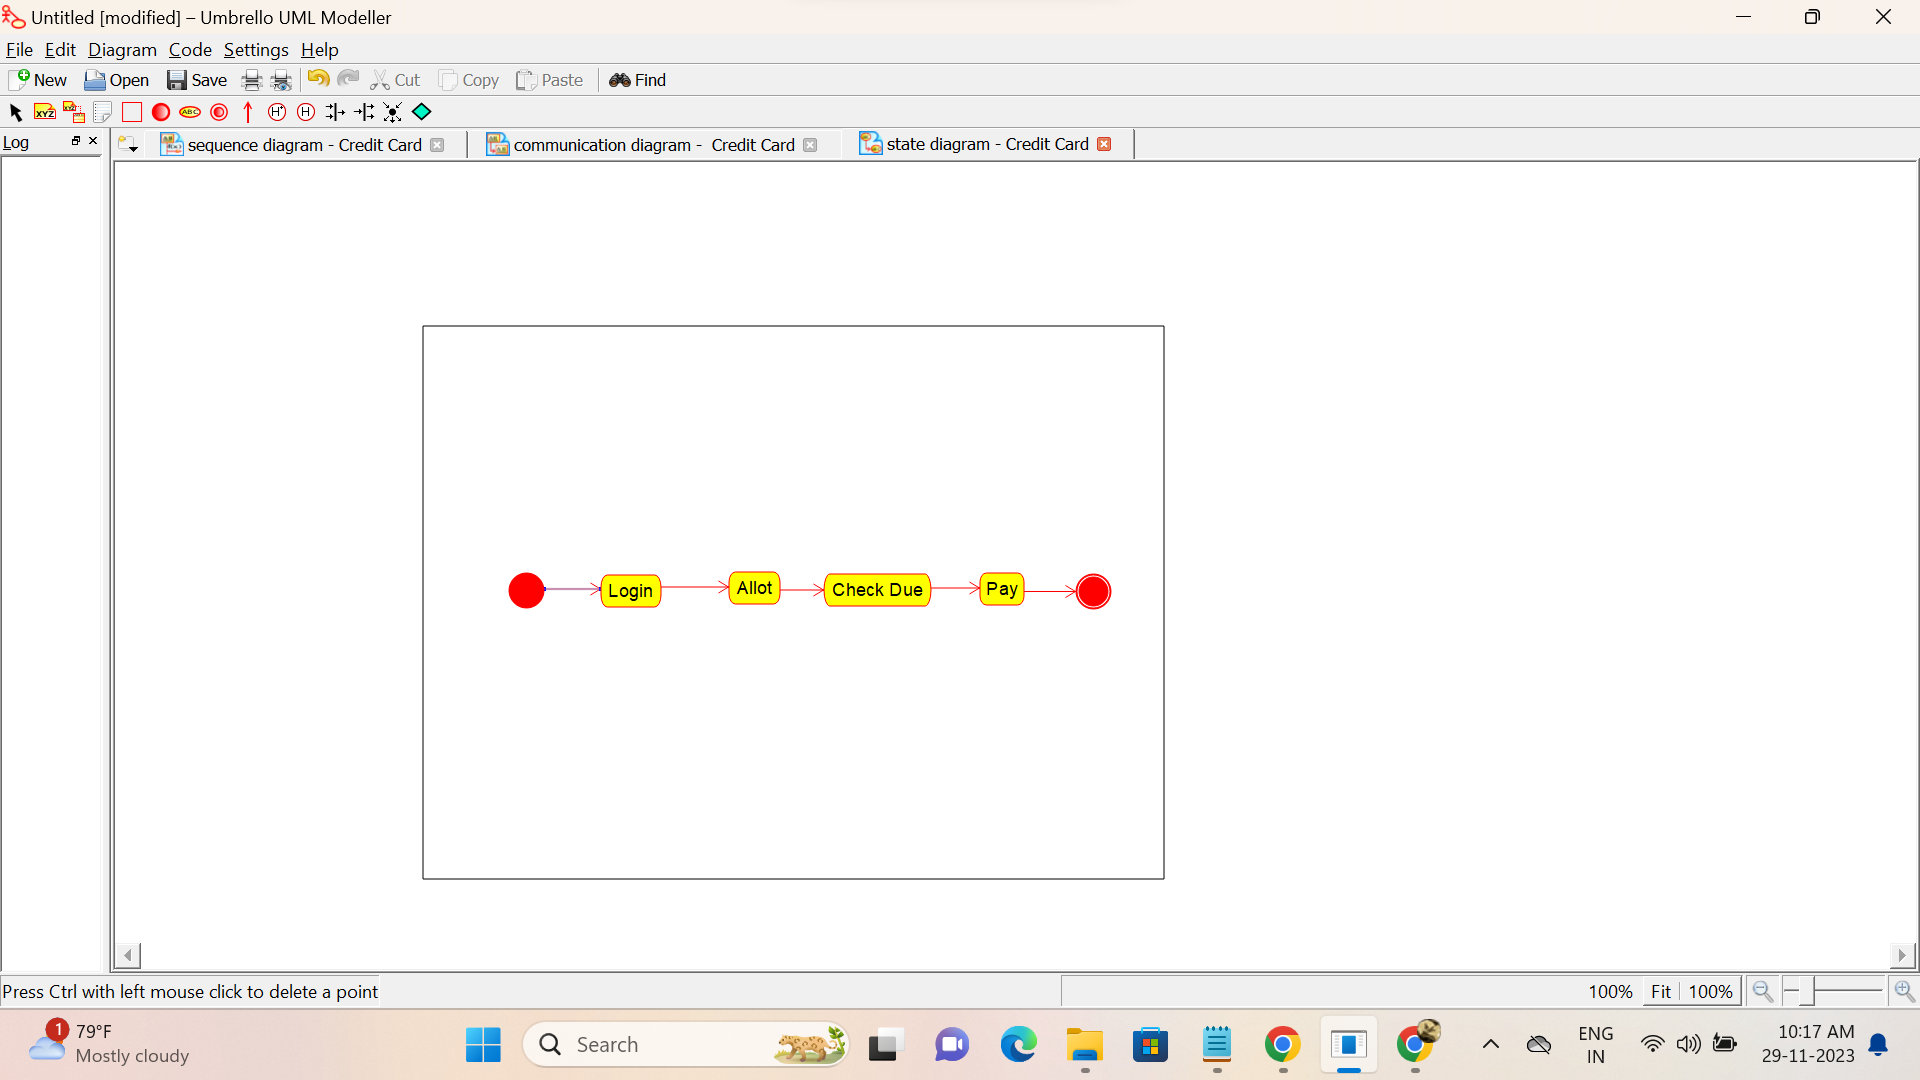 Untitled [modified] – Umbrello UML Modeller
File Edit Diagram Code Settings Help
New Open Save Cut Copy Paste Find
XYZ XYZ ABC H* H
Log
sequence diagram - Credit Card
communication diagram - Credit Card
state diagram - Credit Card
Login
Allot
Check Due
Pay
Press Ctrl with left mouse click to delete a point
100% Fit 100%
1
79°F
Mostly cloudy
Search
ENG
IN
10:17 AM
29-11-2023